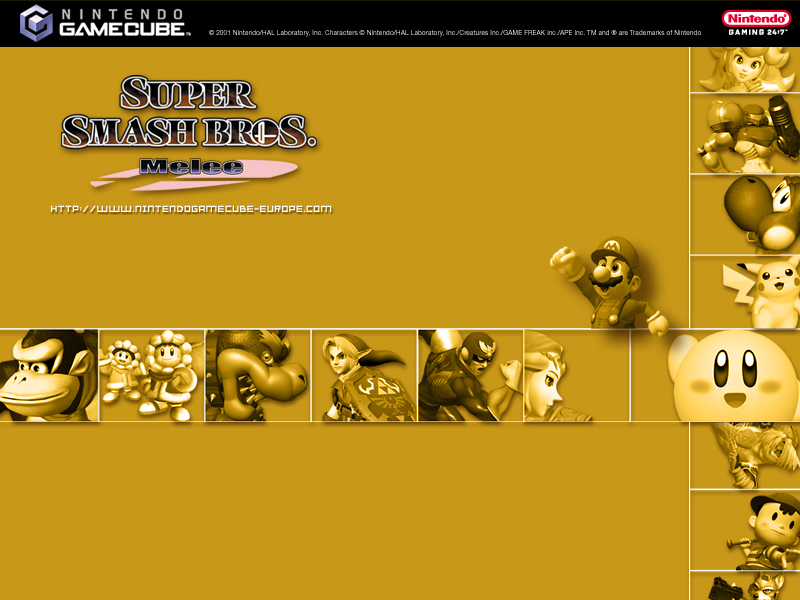 NINTENDO
GAMECUBE™
© 2001 Nintendo/HAL Laboratory, Inc. Characters © Nintendo/HAL Laboratory, Inc./Creatures Inc./GAME FREAK inc./APE inc. TM and ® are Trademarks of Nintendo
Nintendo®
GAMING 24:7™
SUPER
SMASH BROS.
Melee
HTTP://WWW.NINTENDOGAMECUBE-EUROPE.COM
M